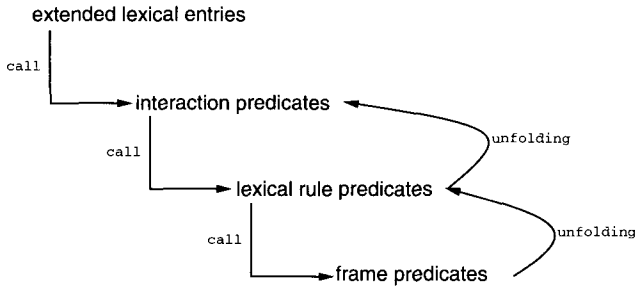 extended lexical entries
call
interaction predicates
call
unfolding
lexical rule predicates
call
unfolding
frame predicates